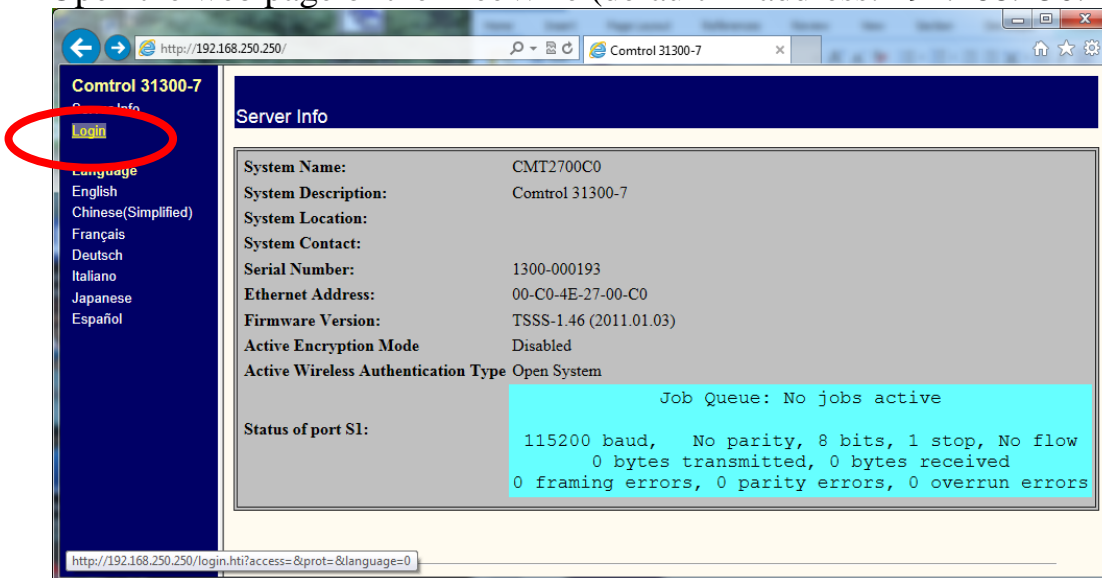 http://192.168.250.250/
Comtrol 31300-7
Comtrol 31300-7
Server Info
Login
Language
English
Chinese(Simplified)
Français
Deutsch
Italiano
Japanese
Español
Server Info
System Name: CMT2700C0
System Description: Comtrol 31300-7
System Location:
System Contact:
Serial Number: 1300-000193
Ethernet Address: 00-C0-4E-27-00-C0
Firmware Version: TSSS-1.46 (2011.01.03)
Active Encryption Mode Disabled
Active Wireless Authentication Type Open System
Status of port S1:
Job Queue: No jobs active
115200 baud, No parity, 8 bits, 1 stop, No flow
0 bytes transmitted, 0 bytes received
0 framing errors, 0 parity errors, 0 overrun errors
http://192.168.250.250/login.hti?access=&prot=&language=0